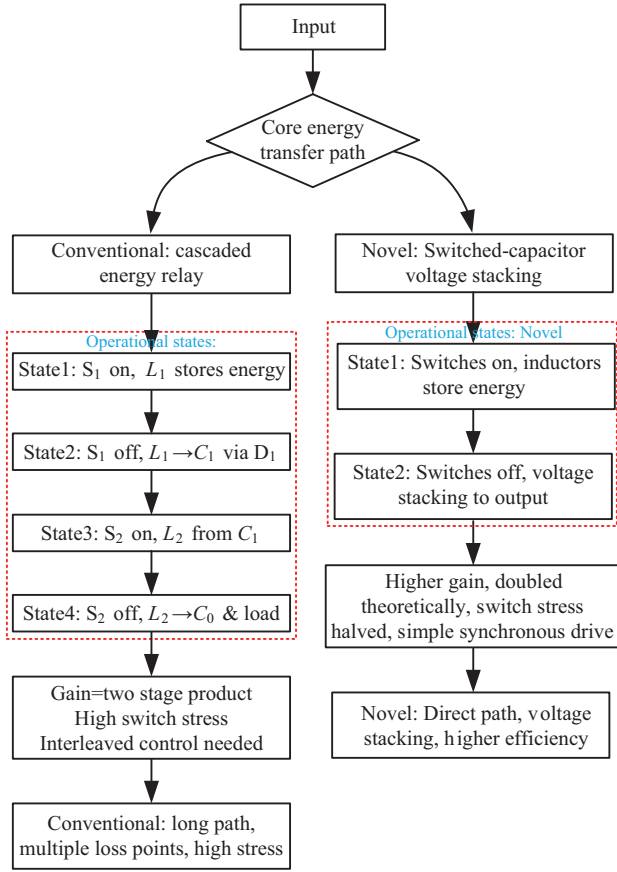 Input
Core energy
transfer path
Conventional: cascaded
energy relay
Operational states:
State1: S₁ on, L₁ stores energy
State2: S₁ off, L₁→C₁ via D₁
State3: S₂ on, L₂ from C₁
State4: S₂ off, L₂→C₀ & load
Gain=two stage product
High switch stress
Interleaved control needed
Conventional: long path,
multiple loss points, high stress
Novel: Switched-capacitor
voltage stacking
Operational states: Novel
State1: Switches on, inductors
store energy
State2: Switches off, voltage
stacking to output
Higher gain, doubled
theoretically, switch stress
halved, simple synchronous drive
Novel: Direct path, voltage
stacking, higher efficiency